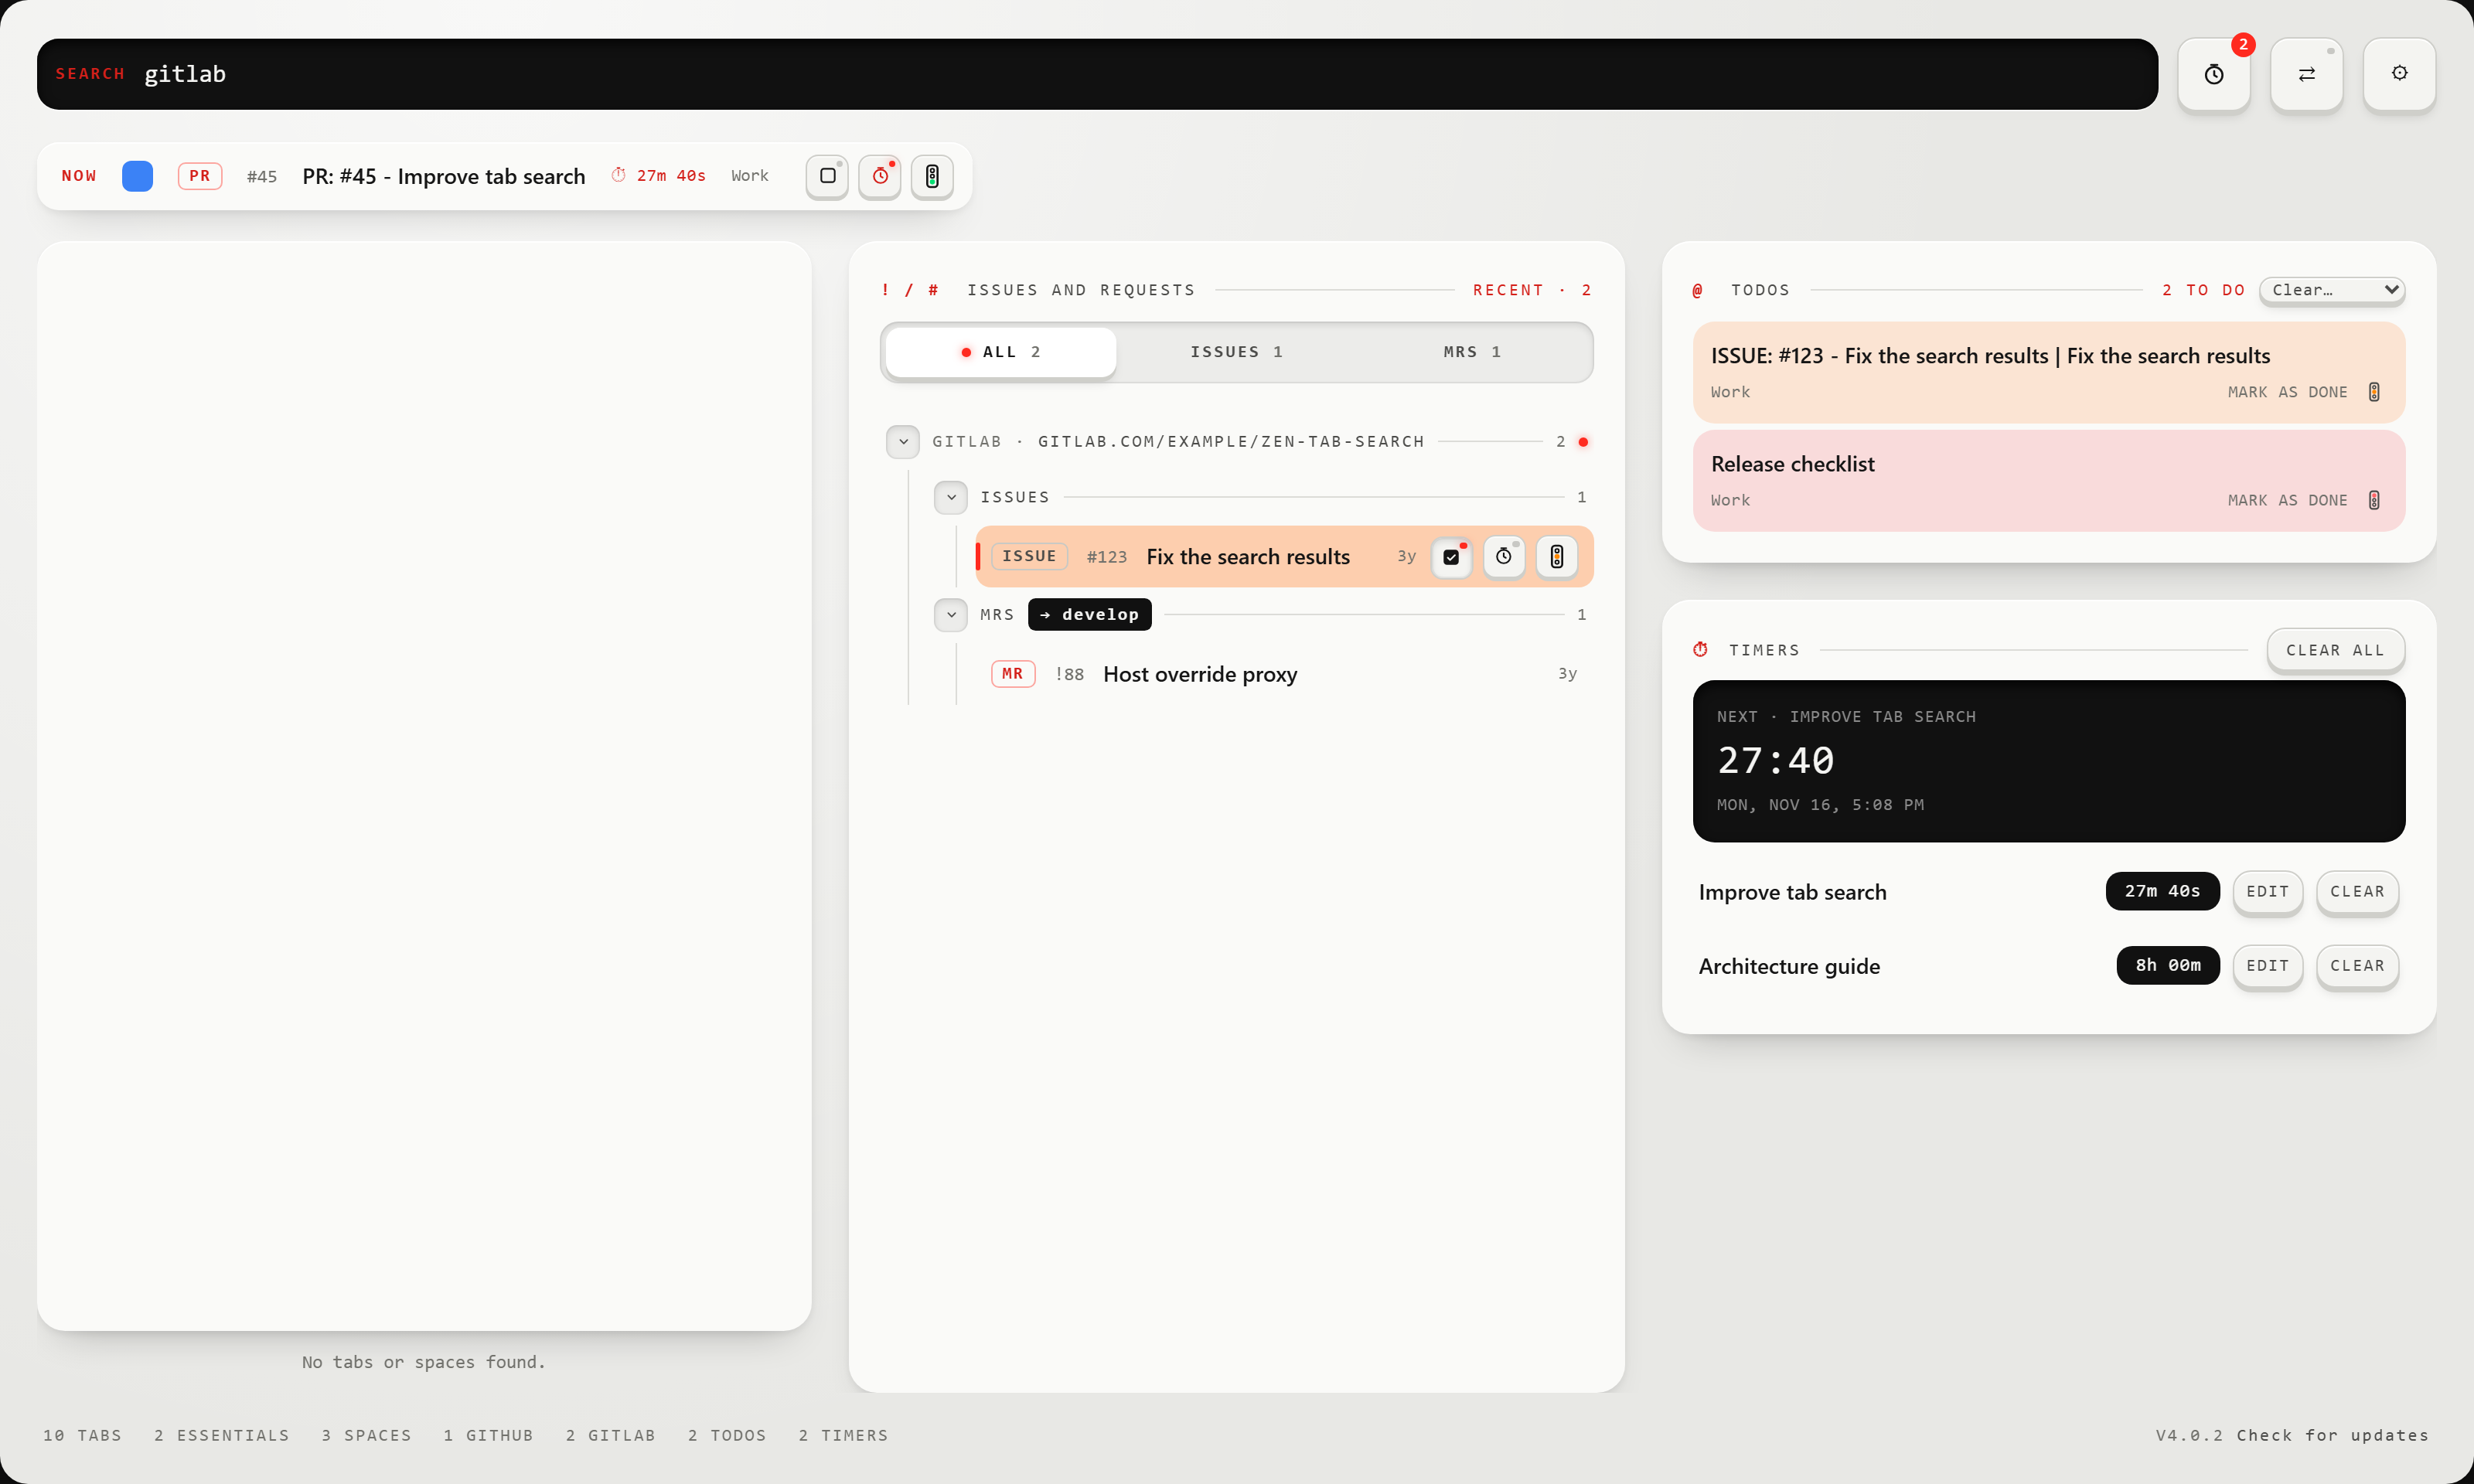 SEARCH gitlab
2
NOW PR #45 PR: #45 - Improve tab search ⏱ 27m 40s Work
No tabs or spaces found.
! / # ISSUES AND REQUESTS RECENT · 2
ALL 2 ISSUES 1 MRS 1
GITLAB · GITLAB.COM/EXAMPLE/ZEN-TAB-SEARCH 2
ISSUES 1
ISSUE #123 Fix the search results 3y
MRS → develop 1
MR !88 Host override proxy 3y
@ TODOS 2 TO DO Clear…
ISSUE: #123 - Fix the search results | Fix the search results
Work MARK AS DONE
Release checklist
Work MARK AS DONE
⏱ TIMERS CLEAR ALL
NEXT · IMPROVE TAB SEARCH
27:40
MON, NOV 16, 5:08 PM
Improve tab search 27m 40s EDIT CLEAR
Architecture guide 8h 00m EDIT CLEAR
10 TABS 2 ESSENTIALS 3 SPACES 1 GITHUB 2 GITLAB 2 TODOS 2 TIMERS
V4.0.2 Check for updates